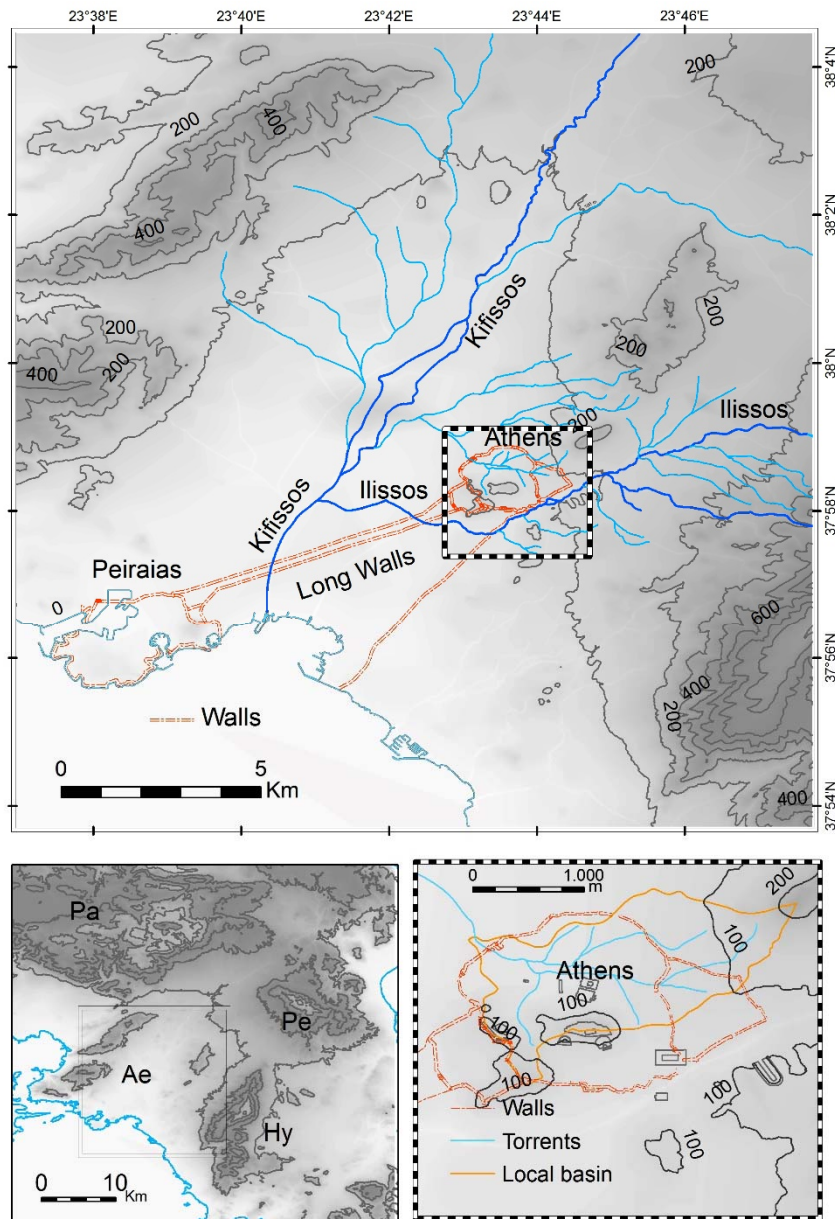 23°38'E 23°40'E 23°42'E 23°44'E 23°46'E
200
38°4'N
200
400
38°2'N
400
Kifissos
200
200
200
200
400
38°0'
Ilissos
200
Athens
Ilissos
37°58'N
Kifissos
Long Walls
Peiraias
0
600
37°56'N
400
200
Walls
0 5
Km
400
37°54'N
Pa
Pe
Ae
Hy
0 10
Km
0 1.000
m
200
100
Athens
100
100
100
100
100
Walls
Torrents
Local basin